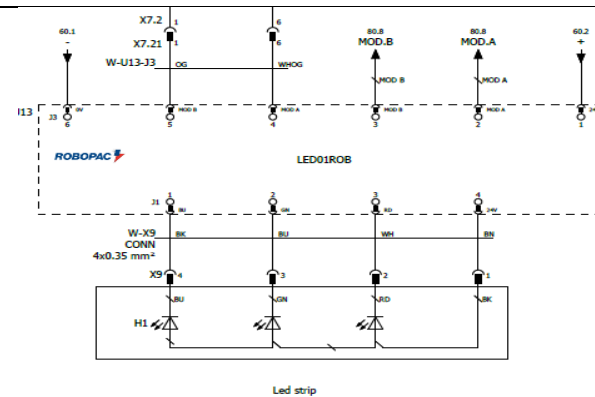 X7.2 1 6
60.1 80.8 80.8 60.2
- MOD.B MOD.A +
X7.21 1 6
W-U13-J3 OG WHOG
MOD B MOD A
J3 0V MOD B MOD A MOD B MOD A
6 5 4 3 2 1
ROBOPAC LED01ROB
1 2 3 4
J1 BU GN RD 24V
W-X9 BK BU WH BN
CONN
4x0.35 mm²
X9 4 3 2 1
BU GN RD BK
H1
Led strip